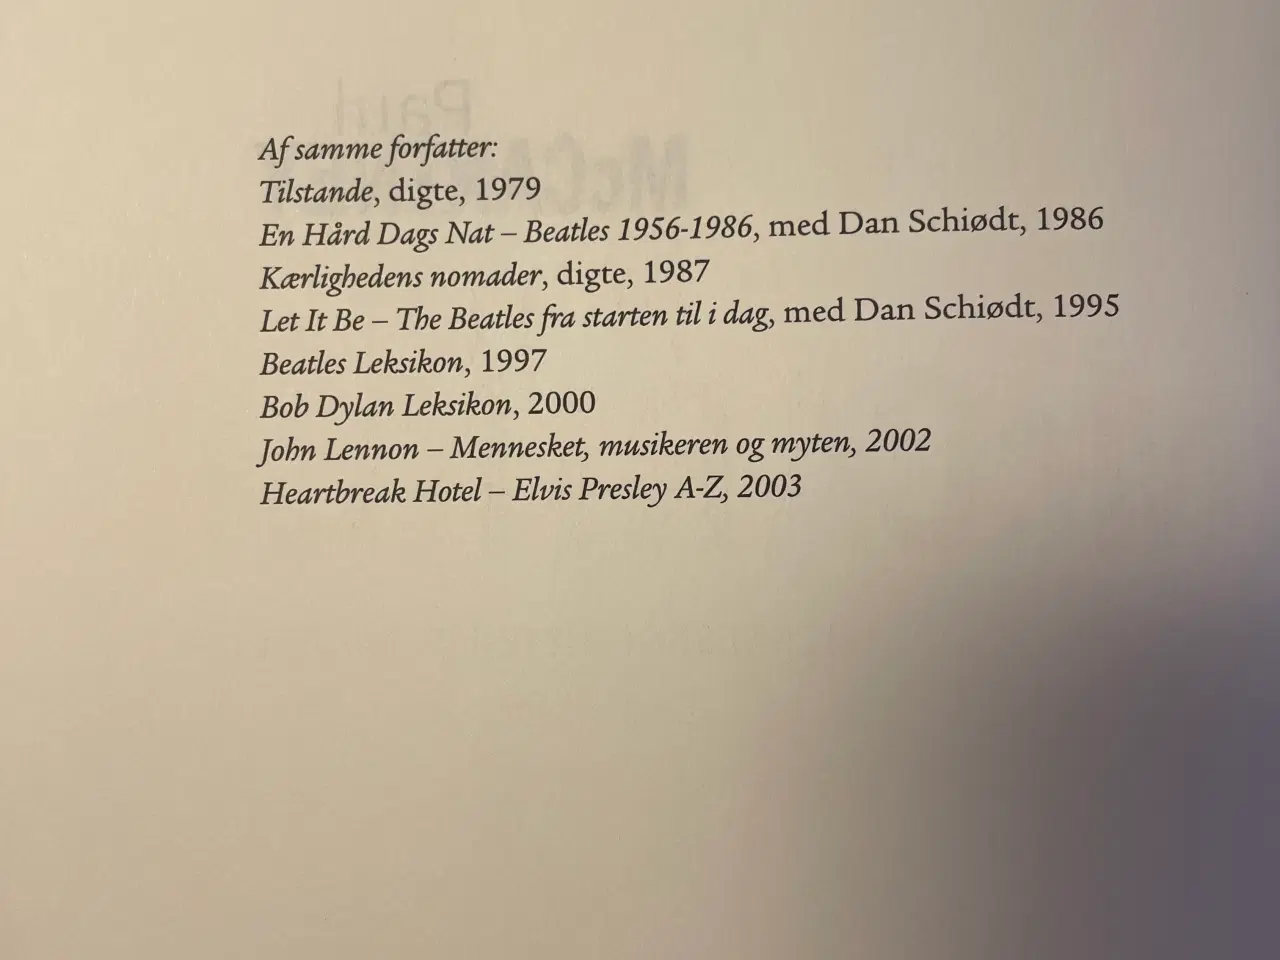 Af samme forfatter:
Tilstande, digte, 1979
En Hård Dags Nat – Beatles 1956-1986, med Dan Schiødt, 1986
Kærlighedens nomader, digte, 1987
Let It Be – The Beatles fra starten til i dag, med Dan Schiødt, 1995
Beatles Leksikon, 1997
Bob Dylan Leksikon, 2000
John Lennon – Mennesket, musikeren og myten, 2002
Heartbreak Hotel – Elvis Presley A-Z, 2003